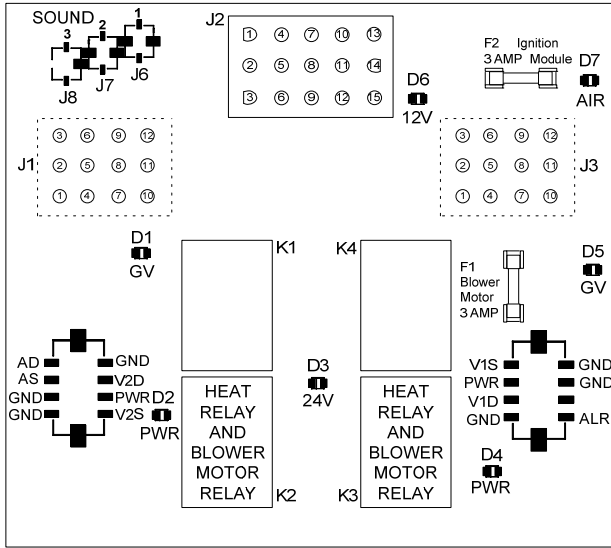 SOUND
3
2
1
J6
J7
J8
J2
1 4 7 10 13
2 5 8 11 14
3 6 9 12 15
D6
12V
F2 Ignition
3 AMP Module
D7
AIR
J1
3 6 9 12
2 5 8 11
1 4 7 10
3 6 9 12
2 5 8 11
1 4 7 10
J3
D1
GV
K1
K4
F1
Blower
Motor
3 AMP
D5
GV
AD
AS
GND
GND
GND
V2D
PWR
V2S
D2
PWR
HEAT
RELAY
AND
BLOWER
MOTOR
RELAY
K2
D3
24V
HEAT
RELAY
AND
BLOWER
MOTOR
RELAY
K3
V1S
PWR
V1D
GND
GND
GND
ALR
D4
PWR